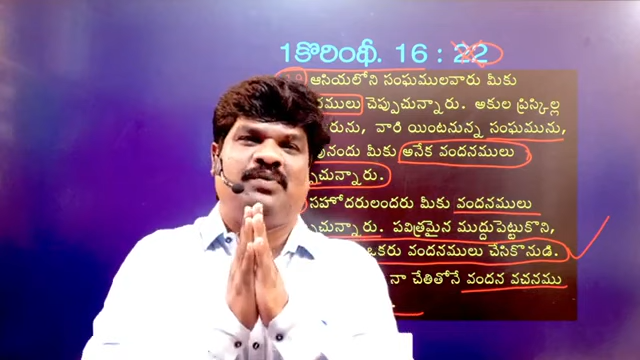 1కొరింథీ. 16 : 22
ఆసియలోని సంఘములవారు మీకు
చెప్పుచున్నారు. అకుల ప్రిస్కిల్ల
వారి యింటనున్న సంఘమును,
మీకు అనేక వందనములు
సహోదరులందరు మీకు వందనములు
పవిత్రమైన ముద్దుపెట్టుకొని,
ఒకరు వందనములు చేసికొనుడి.
నా చేతితోనే వందన వచనము